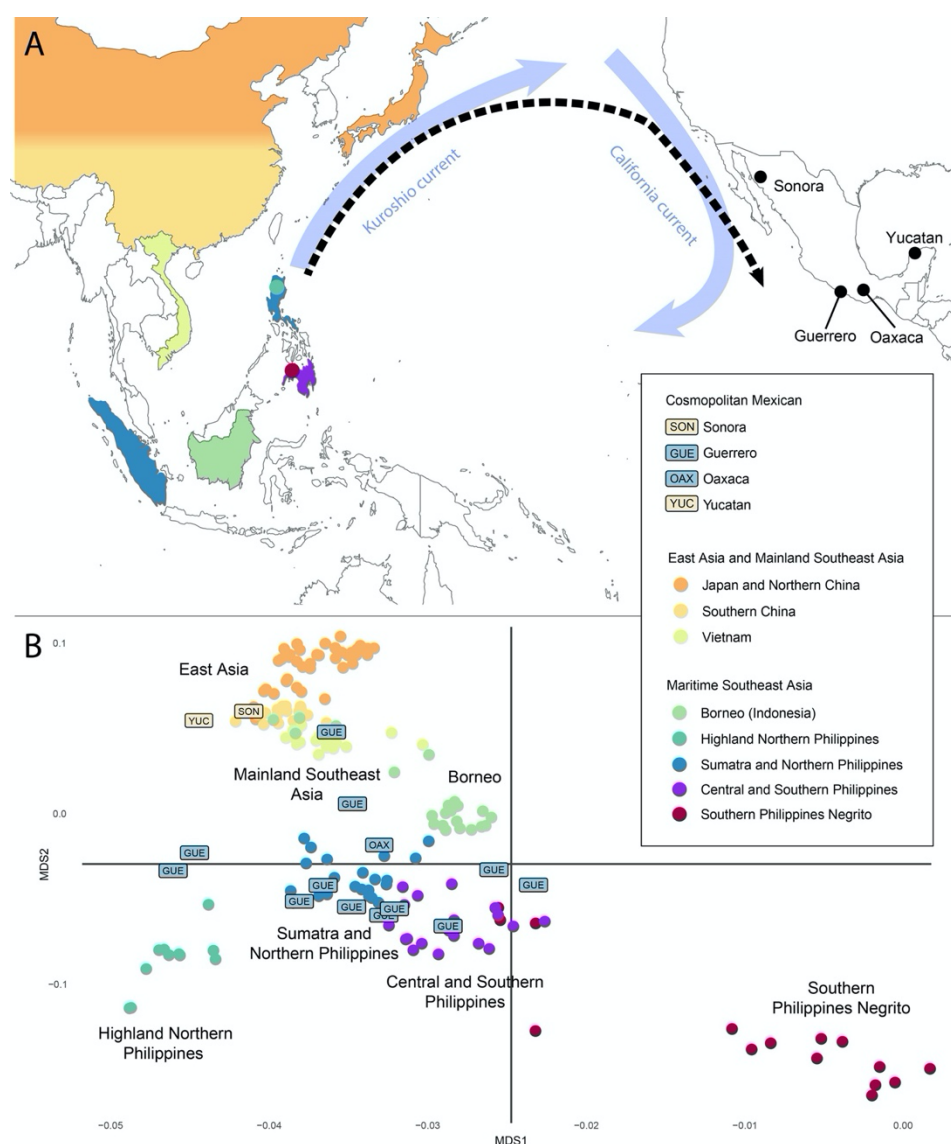 A
Kuroshio current
California current
Sonora
Yucatan
Guerrero
Oaxaca
Cosmopolitan Mexican
SON Sonora
GUE Guerrero
OAX Oaxaca
YUC Yucatan
East Asia and Mainland Southeast Asia
Japan and Northern China
Southern China
Vietnam
Maritime Southeast Asia
Borneo (Indonesia)
Highland Northern Philippines
Sumatra and Northern Philippines
Central and Southern Philippines
Southern Philippines Negrito
B
0.1
East Asia
YUC
SON
GUE
Mainland Southeast
Asia
Borneo
GUE
0.0
OAX
GUE
GUE
GUE
GUE
MDS2
GUE
GUE
GUE
GUE
GUE
GUE
Sumatra and
Northern Philippines
Central and Southern
Philippines
−0.1
Southern
Philippines Negrito
Highland Northern
Philippines
−0.05
−0.04
−0.03
−0.02
−0.01
0.00
MDS1